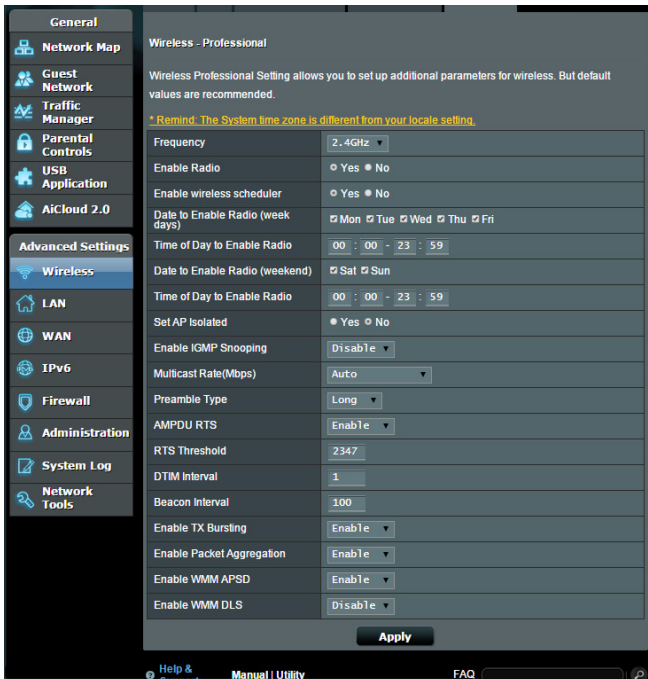 General
Network Map
Guest
Network
Traffic
Manager
Parental
Controls
USB
Application
AiCloud 2.0
Advanced Settings
Wireless
LAN
WAN
IPv6
Firewall
Administration
System Log
Network
Tools
Wireless - Professional
Wireless Professional Setting allows you to set up additional parameters for wireless. But default
values are recommended.
* Remind: The System time zone is different from your locale setting.
Frequency 2.4GHz
Enable Radio Yes No
Enable wireless scheduler Yes No
Date to Enable Radio (week
days) Mon Tue Wed Thu Fri
Time of Day to Enable Radio 00 : 00 - 23 : 59
Date to Enable Radio (weekend) Sat Sun
Time of Day to Enable Radio 00 : 00 - 23 : 59
Set AP Isolated Yes No
Enable IGMP Snooping Disable
Multicast Rate(Mbps) Auto
Preamble Type Long
AMPDU RTS Enable
RTS Threshold 2347
DTIM Interval 1
Beacon Interval 100
Enable TX Bursting Enable
Enable Packet Aggregation Enable
Enable WMM APSD Enable
Enable WMM DLS Disable
Apply
Help &
Manual | Utility
FAQ